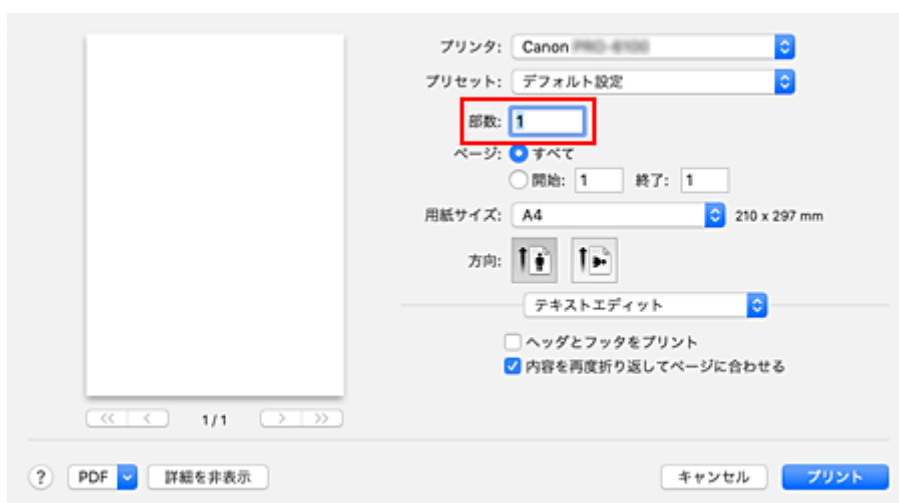 プリンタ: Canon
プリセット: デフォルト設定
部数: 1
ページ: すべて
開始: 1 終了: 1
用紙サイズ: A4 210 x 297 mm
方向:
テキストエディット
ヘッダとフッタをプリント
内容を再度折り返してページに合わせる
1/1
? PDF 詳細を非表示 キャンセル プリント